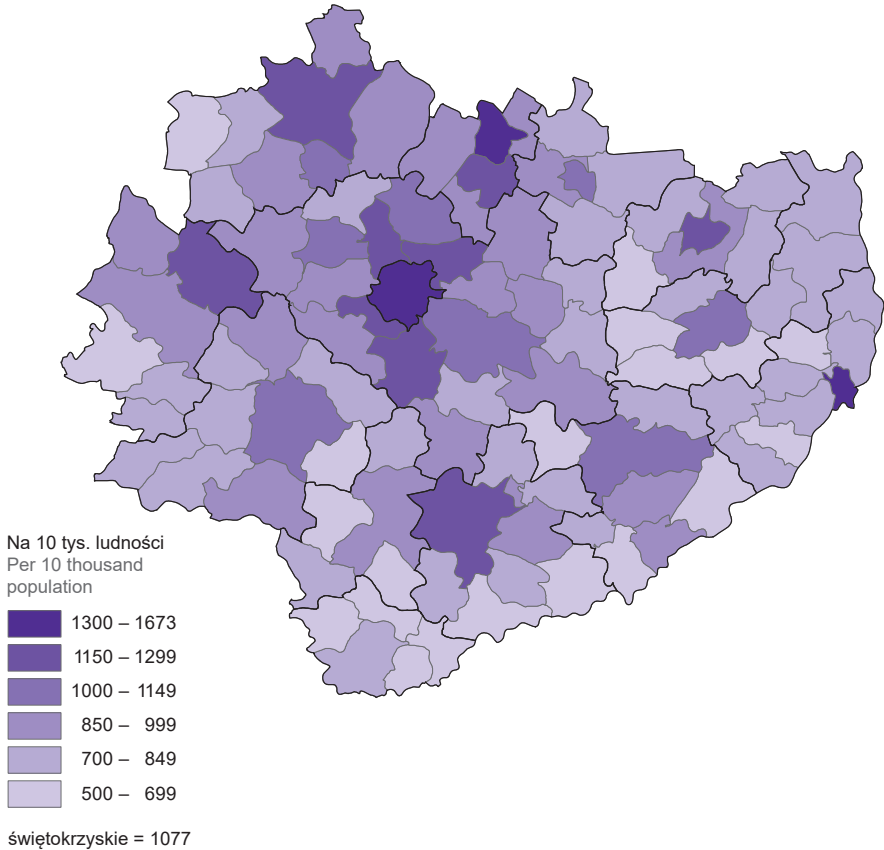 Na 10 tys. ludności
Per 10 thousand
population
1300 – 1673
1150 – 1299
1000 – 1149
850 – 999
700 – 849
500 – 699
świętokrzyskie = 1077